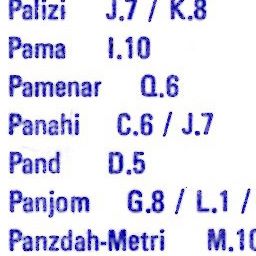 Palizi J.7 / K.8
Pama I.10
Pamenar Q.6
Panahi C.6 / J.7
Pand D.5
Panjom G.8 / L.1 /
Panzdah-Metri M.10